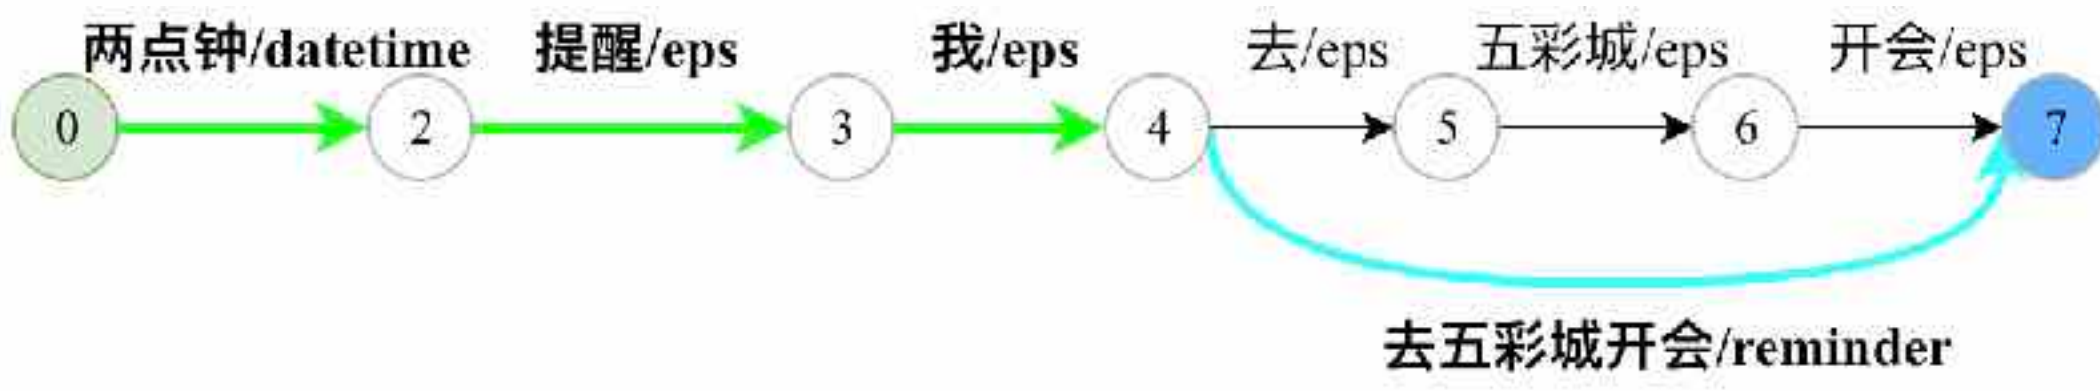 两点钟/datetime 提醒/eps 我/eps 去/eps 五彩城/eps 开会/eps
0 2 3 4 5 6 7
去五彩城开会/reminder